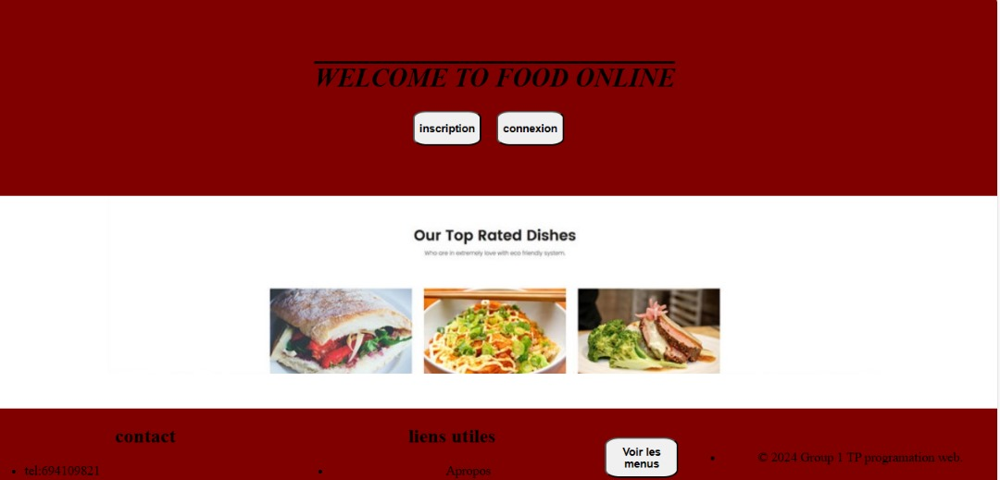 WELCOME TO FOOD ONLINE
inscription
connexion
Our Top Rated Dishes
Who are in extremely love with eco friendly system.
contact
liens utiles
Voir les
menus
© 2024 Group 1 TP programation web.
tel:694109821
Apropos